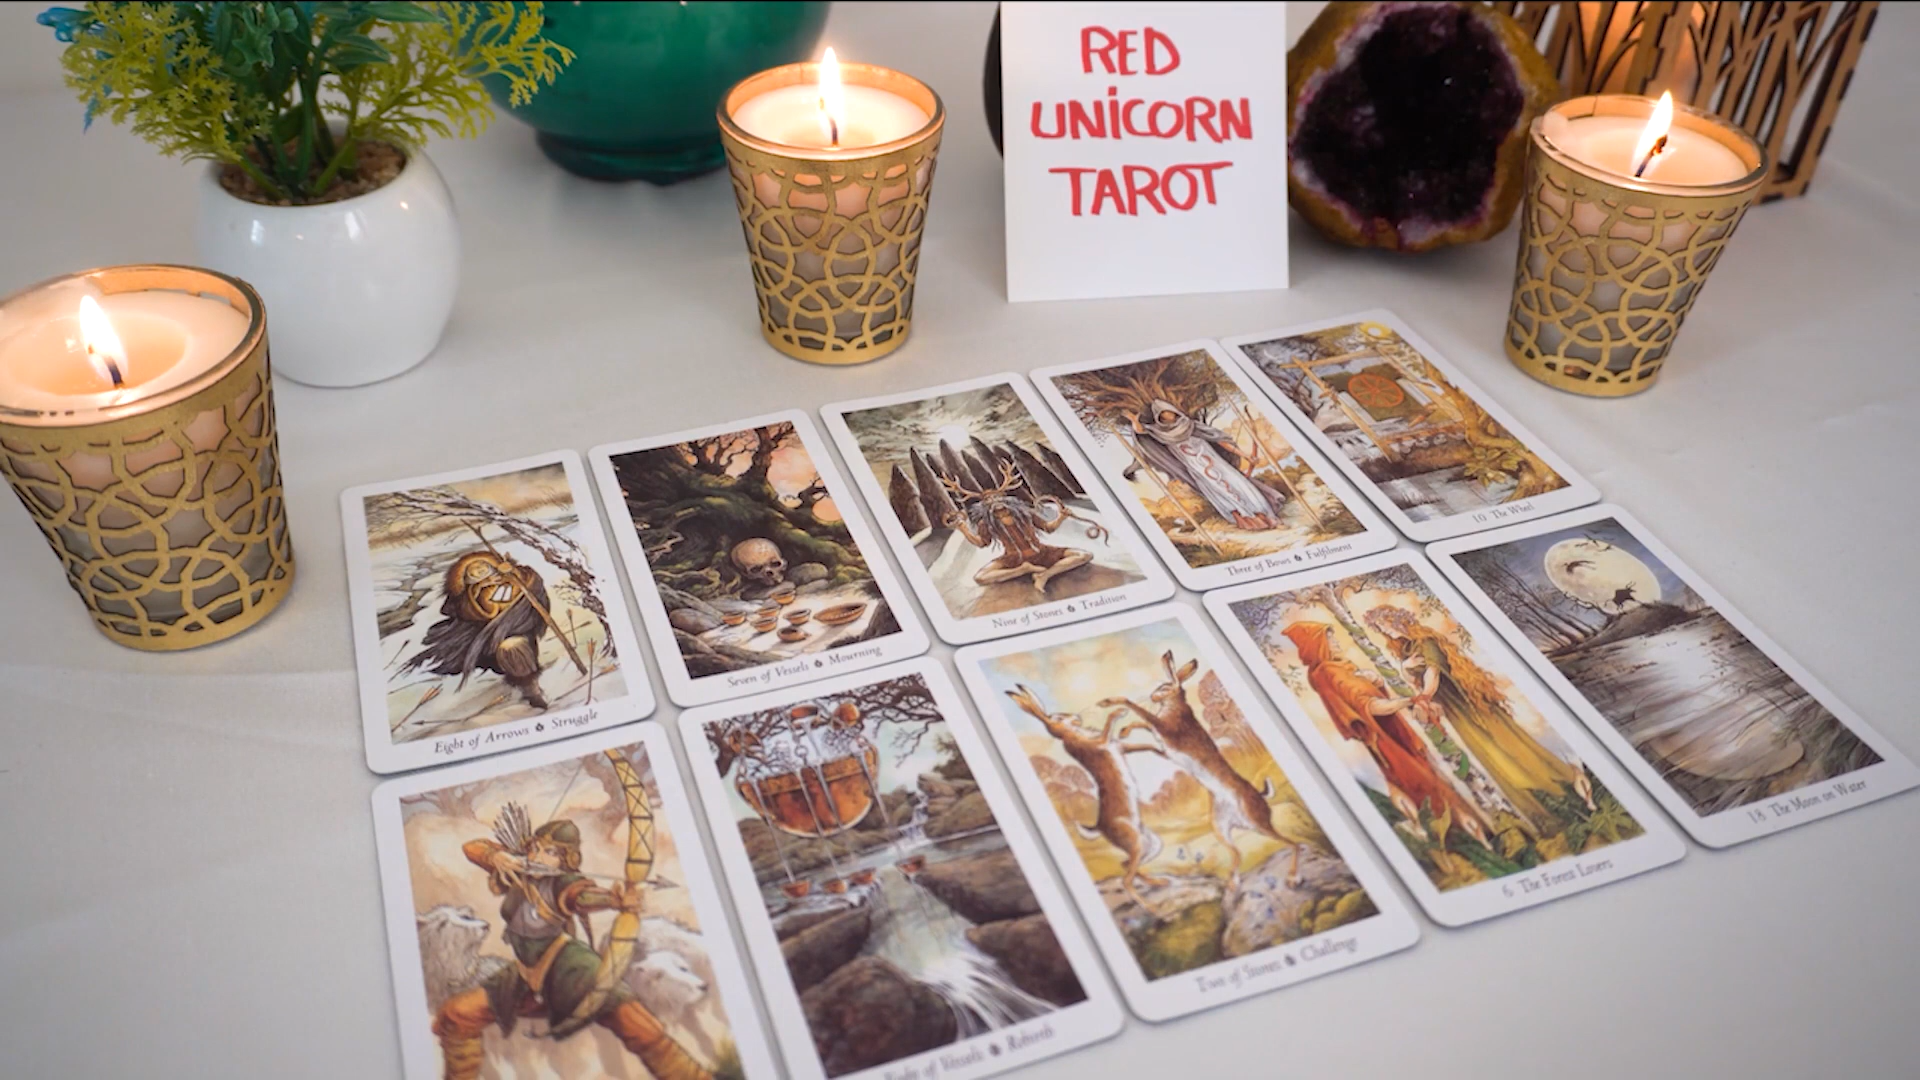 RED
UNiCORN
TAROT
10 The Wheel
Three of Bows Fulfilment
Nine of Stones Tradition
Seven of Vessels Mourning
Eight of Arrows Struggle
18 The Moon on Water
6 The Forest Lovers
Two of Stones Challenge
Eight of Vessels Rebirth